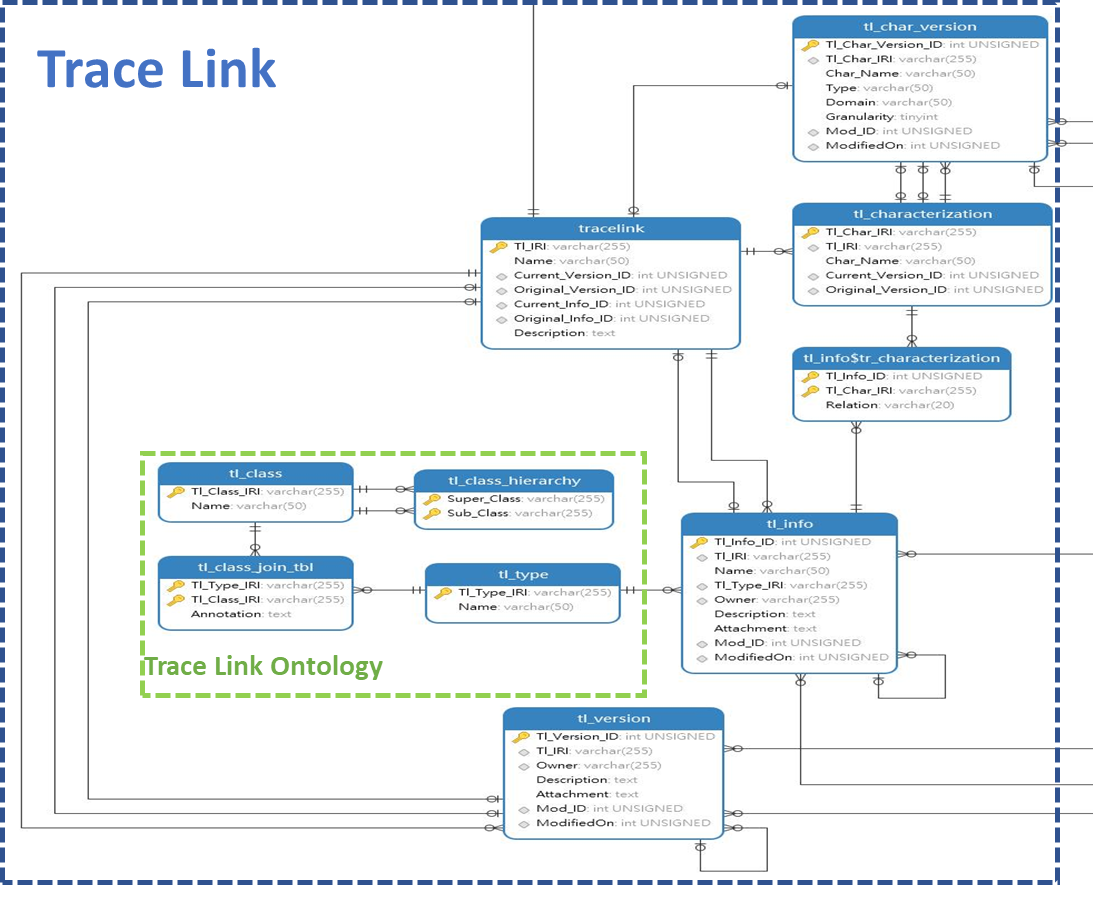 Trace Link
tl_char_version
Tl_Char_Version_ID: int UNSIGNED
Tl_Char_IRI: varchar(255)
Char_Name: varchar(50)
Type: varchar(50)
Domain: varchar(50)
Granularity: tinyint
Mod_ID: int UNSIGNED
ModifiedOn: int UNSIGNED
tracelink
Tl_IRI: varchar(255)
Name: varchar(50)
Current_Version_ID: int UNSIGNED
Original_Version_ID: int UNSIGNED
Current_Info_ID: int UNSIGNED
Original_Info_ID: int UNSIGNED
Description: text
tl_characterization
Tl_Char_IRI: varchar(255)
Tl_IRI: varchar(255)
Char_Name: varchar(50)
Current_Version_ID: int UNSIGNED
Original_Version_ID: int UNSIGNED
tl_info$tr_characterization
Tl_Info_ID: int UNSIGNED
Tl_Char_IRI: varchar(255)
Relation: varchar(20)
tl_class
Tl_Class_IRI: varchar(255)
Name: varchar(50)
tl_class_hierarchy
Super_Class: varchar(255)
Sub_Class: varchar(255)
tl_class_join_tbl
Tl_Type_IRI: varchar(255)
Tl_Class_IRI: varchar(255)
Annotation: text
tl_type
Tl_Type_IRI: varchar(255)
Name: varchar(50)
Trace Link Ontology
tl_info
Tl_Info_ID: int UNSIGNED
Tl_IRI: varchar(255)
Name: varchar(50)
Tl_Type_IRI: varchar(255)
Owner: varchar(255)
Description: text
Attachment: text
Mod_ID: int UNSIGNED
ModifiedOn: int UNSIGNED
tl_version
Tl_Version_ID: int UNSIGNED
Tl_IRI: varchar(255)
Owner: varchar(255)
Description: text
Attachment: text
Mod_ID: int UNSIGNED
ModifiedOn: int UNSIGNED